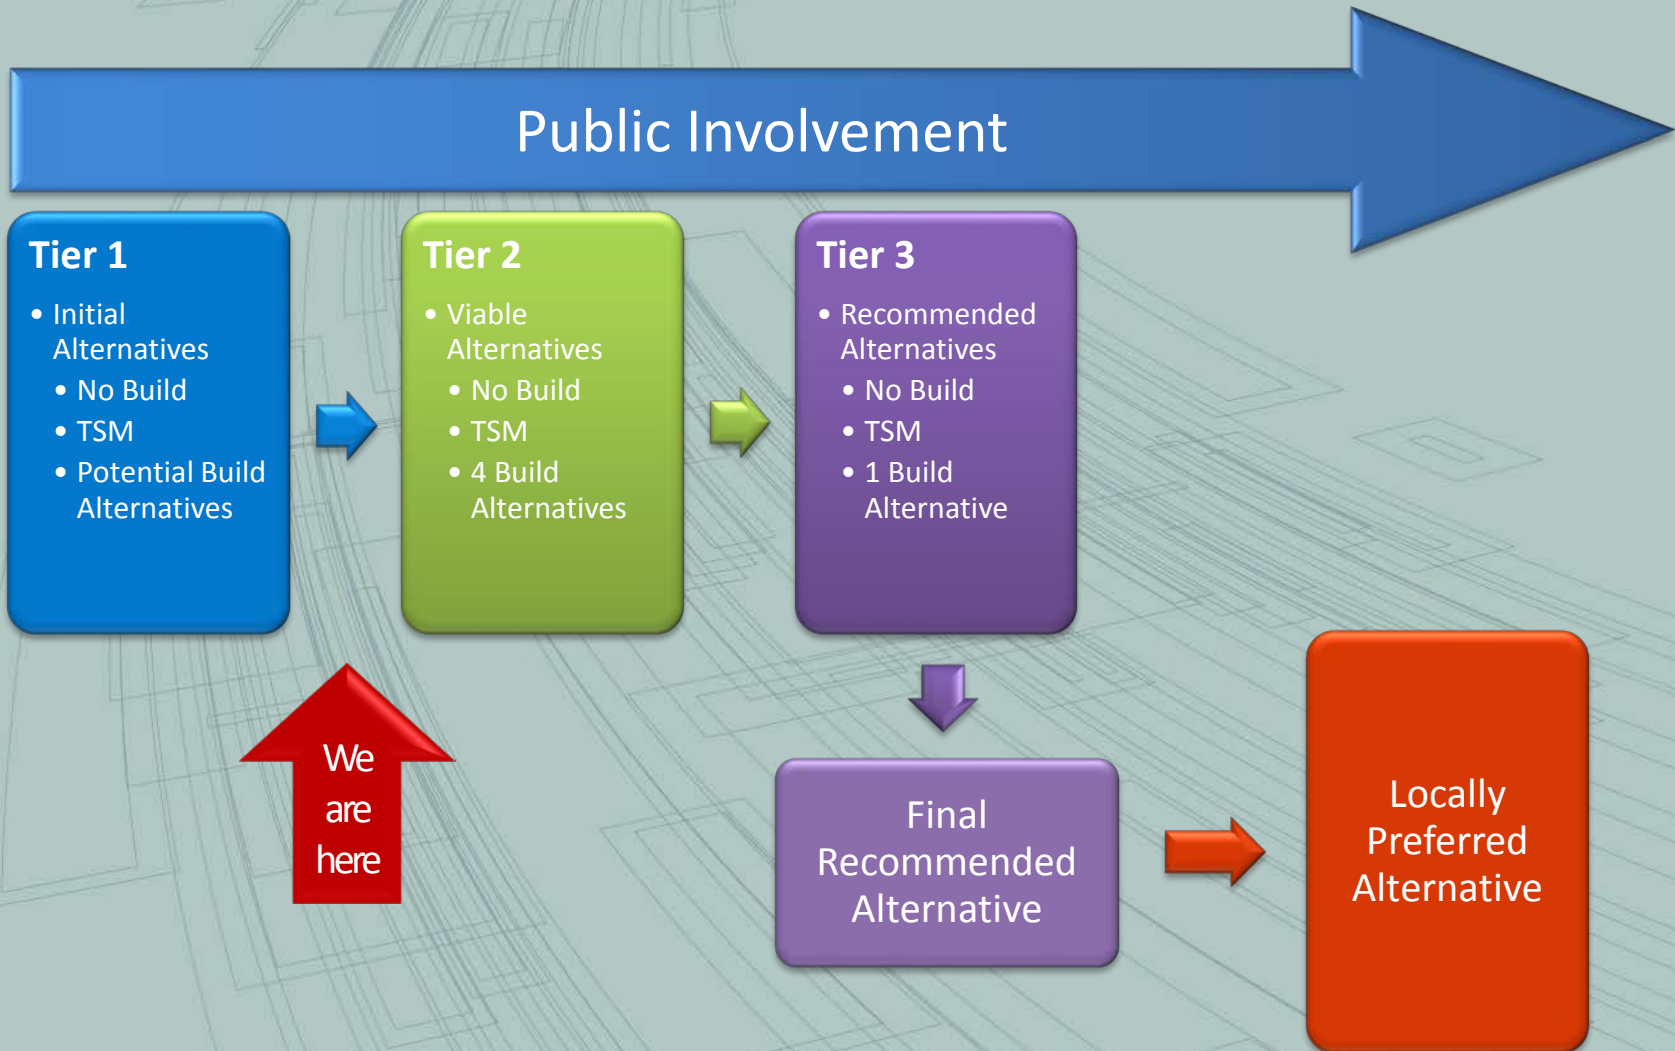 Public Involvement
Tier 1
• Initial
Alternatives
• No Build
• TSM
• Potential Build
Alternatives
Tier 2
• Viable
Alternatives
• No Build
• TSM
• 4 Build
Alternatives
Tier 3
• Recommended
Alternatives
• No Build
• TSM
• 1 Build
Alternative
We
are
here
Final
Recommended
Alternative
Locally
Preferred
Alternative